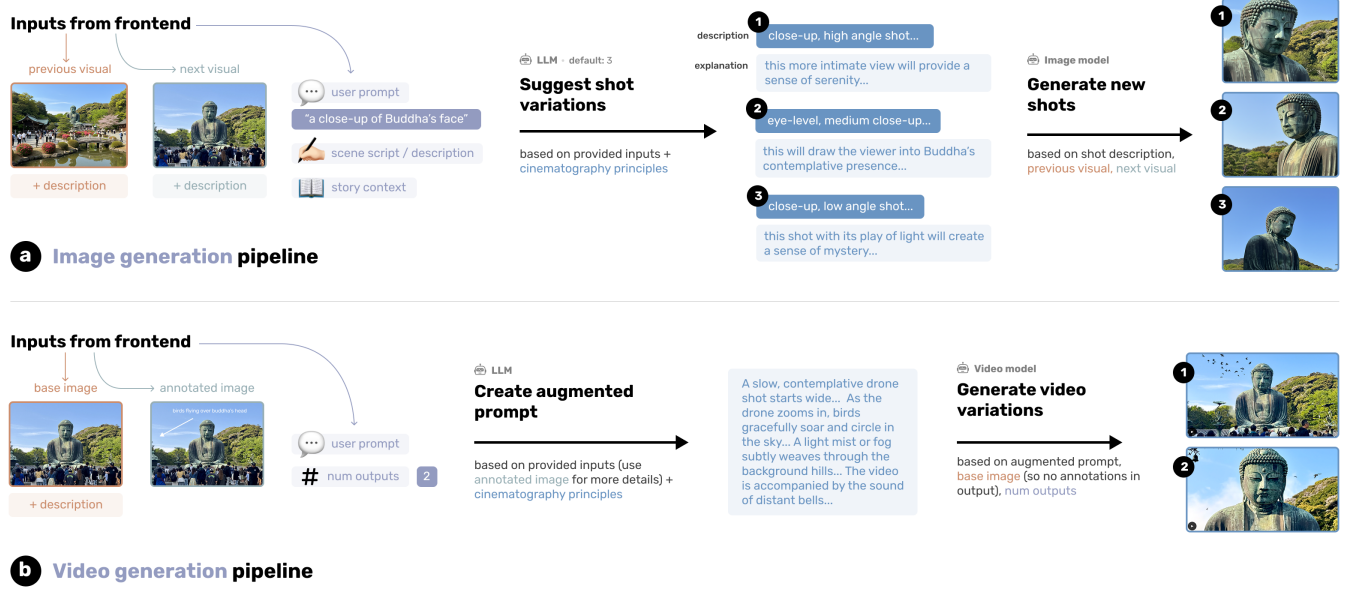 Inputs from frontend
previous visual
next visual
+ description
+ description
user prompt
“a close-up of Buddha’s face”
scene script / description
story context
LLM · default: 3
Suggest shot
variations
based on provided inputs +
cinematography principles
description
explanation
1
close-up, high angle shot...
this more intimate view will provide a
sense of serenity...
2
eye-level, medium close-up...
this will draw the viewer into Buddha’s
contemplative presence...
3
close-up, low angle shot...
this shot with its play of light will create
a sense of mystery...
Image model
Generate new
shots
based on shot description,
previous visual, next visual
1
2
3
a Image generation pipeline
Inputs from frontend
base image
annotated image
birds flying over buddha's head
+ description
user prompt
# num outputs 2
LLM
Create augmented
prompt
based on provided inputs (use
annotated image for more details) +
cinematography principles
A slow, contemplative drone
shot starts wide... As the
drone zooms in, birds
gracefully soar and circle in
the sky... A light mist or fog
subtly weaves through the
background hills... The video
is accompanied by the sound
of distant bells...
Video model
Generate video
variations
based on augmented prompt,
base image (so no annotations in
output), num outputs
1
2
b Video generation pipeline